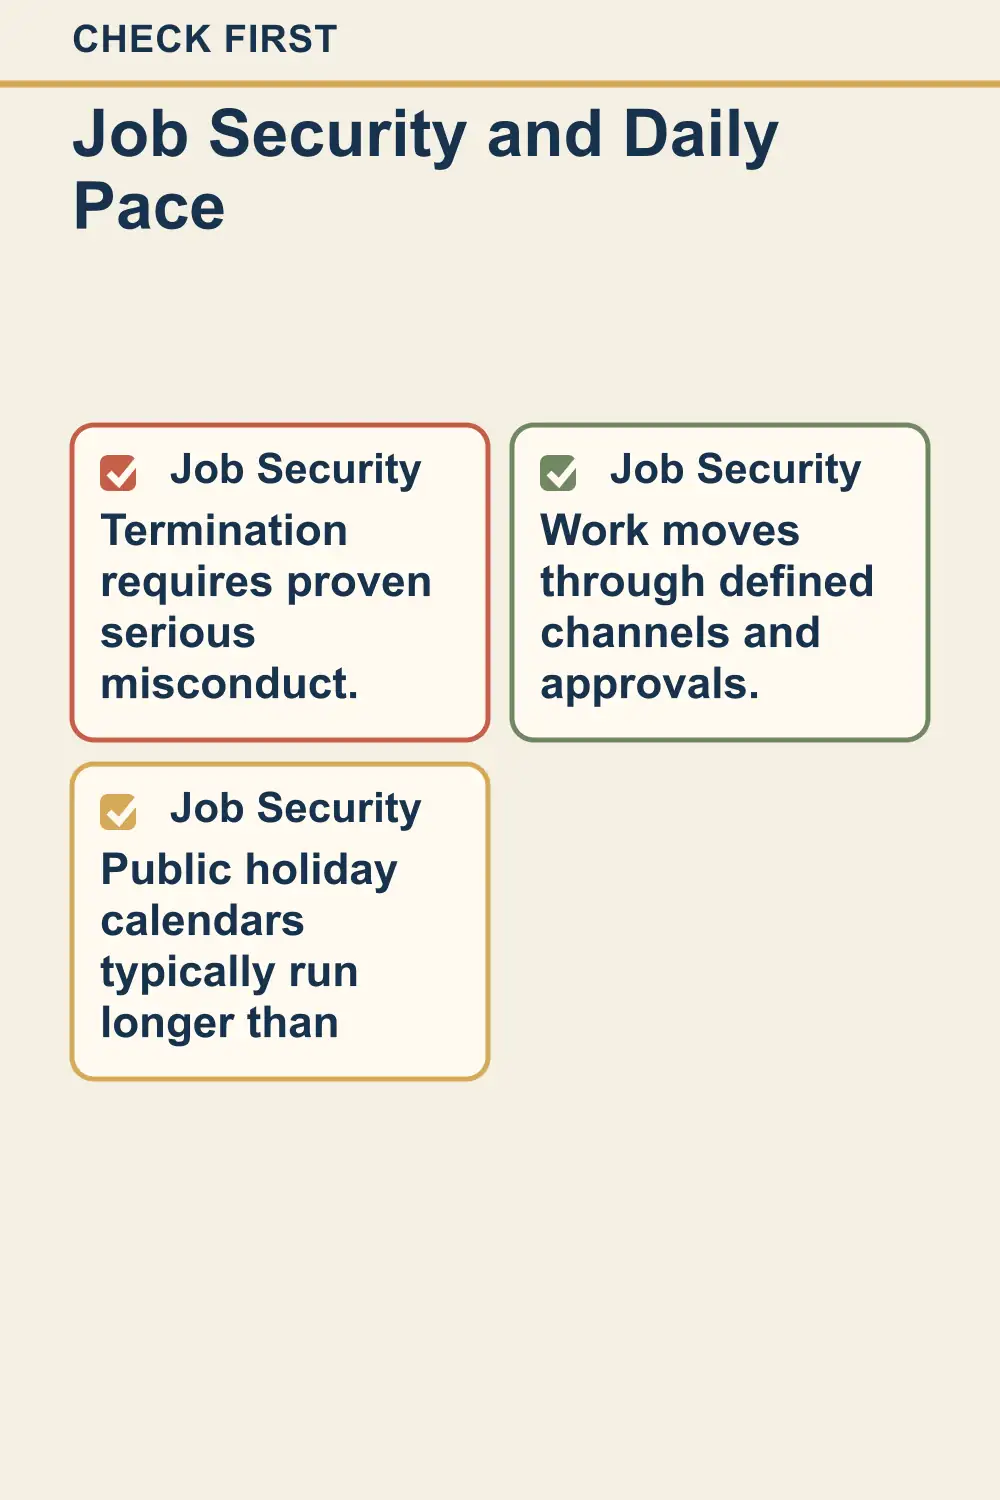 CHECK FIRST
Job Security and Daily
Pace
Job Security
Termination
requires proven
serious
misconduct.
Job Security
Work moves
through defined
channels and
approvals.
Job Security
Public holiday
calendars
typically run
longer than